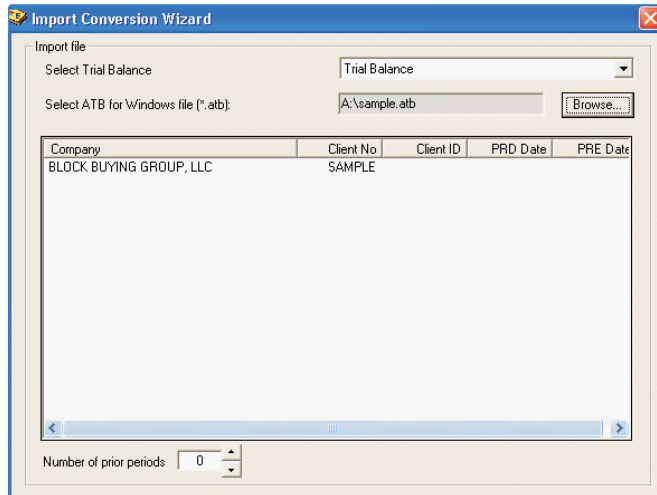 Import Conversion Wizard
Import file
Select Trial Balance Trial Balance
Select ATB for Windows file (*.atb): A:\sample.atb Browse...
Company Client No Client ID PRD Date PRE Date
BLOCK BUYING GROUP, LLC SAMPLE
Number of prior periods 0